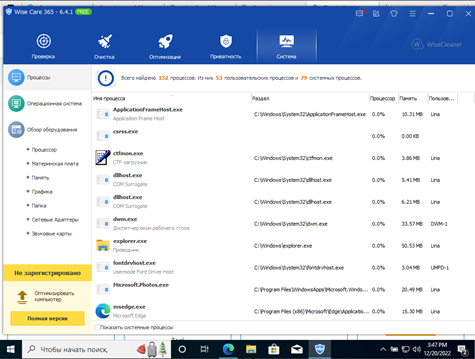 Wise Care 365 - 6.4.1 FREE
Проверка
Очистка
Оптимизация
Приватность
Система
WiseCleaner
Процессы
Операционная система
Обзор оборудования
Процессор
Материнская плата
Память
Графика
Папка
Сетевые Адаптеры
Звуковые карты
Не зарегистрировано
Оптимизировать компьютер
Полная версия
Всего найдено 132 процессов. Из них 53 пользовательских процессов и 79 системных процессов.
Имя процесса Раздел Процессор Память Пользов...
ApplicationFrameHost.exe
Application Frame Host C:\Windows\System32\ApplicationFrameHost.exe 0.0% 10.31 MB Lina
csrss.exe 0.0% 0.00 KB
ctfmon.exe
CTF-загрузчик C:\Windows\System32\ctfmon.exe 0.0% 3.86 MB Lina
dllhost.exe
COM Surrogate C:\Windows\System32\dllhost.exe 0.0% 5.41 MB Lina
dllhost.exe
COM Surrogate C:\Windows\System32\dllhost.exe 0.0% 6.21 MB Lina
dwm.exe
Диспетчер окон рабочего стола C:\Windows\System32\dwm.exe 0.0% 33.57 MB DWM-1
explorer.exe
Проводник C:\Windows\explorer.exe 0.0% 50.53 MB Lina
fontdrvhost.exe
Usermode Font Driver Host C:\Windows\System32\fontdrvhost.exe 0.0% 3.04 MB UMFD-1
Microsoft.Photos.exe C:\Program Files\WindowsApps\Microsoft.Windo... 0.0% 20.49 MB Lina
msedge.exe
Microsoft Edge C:\Program Files (x86)\Microsoft\Edge\Applicatio... 0.0% 21.30 MB Lina
Показать системные процессы
Чтобы начать поиск,
3:47 PM
12/20/2022